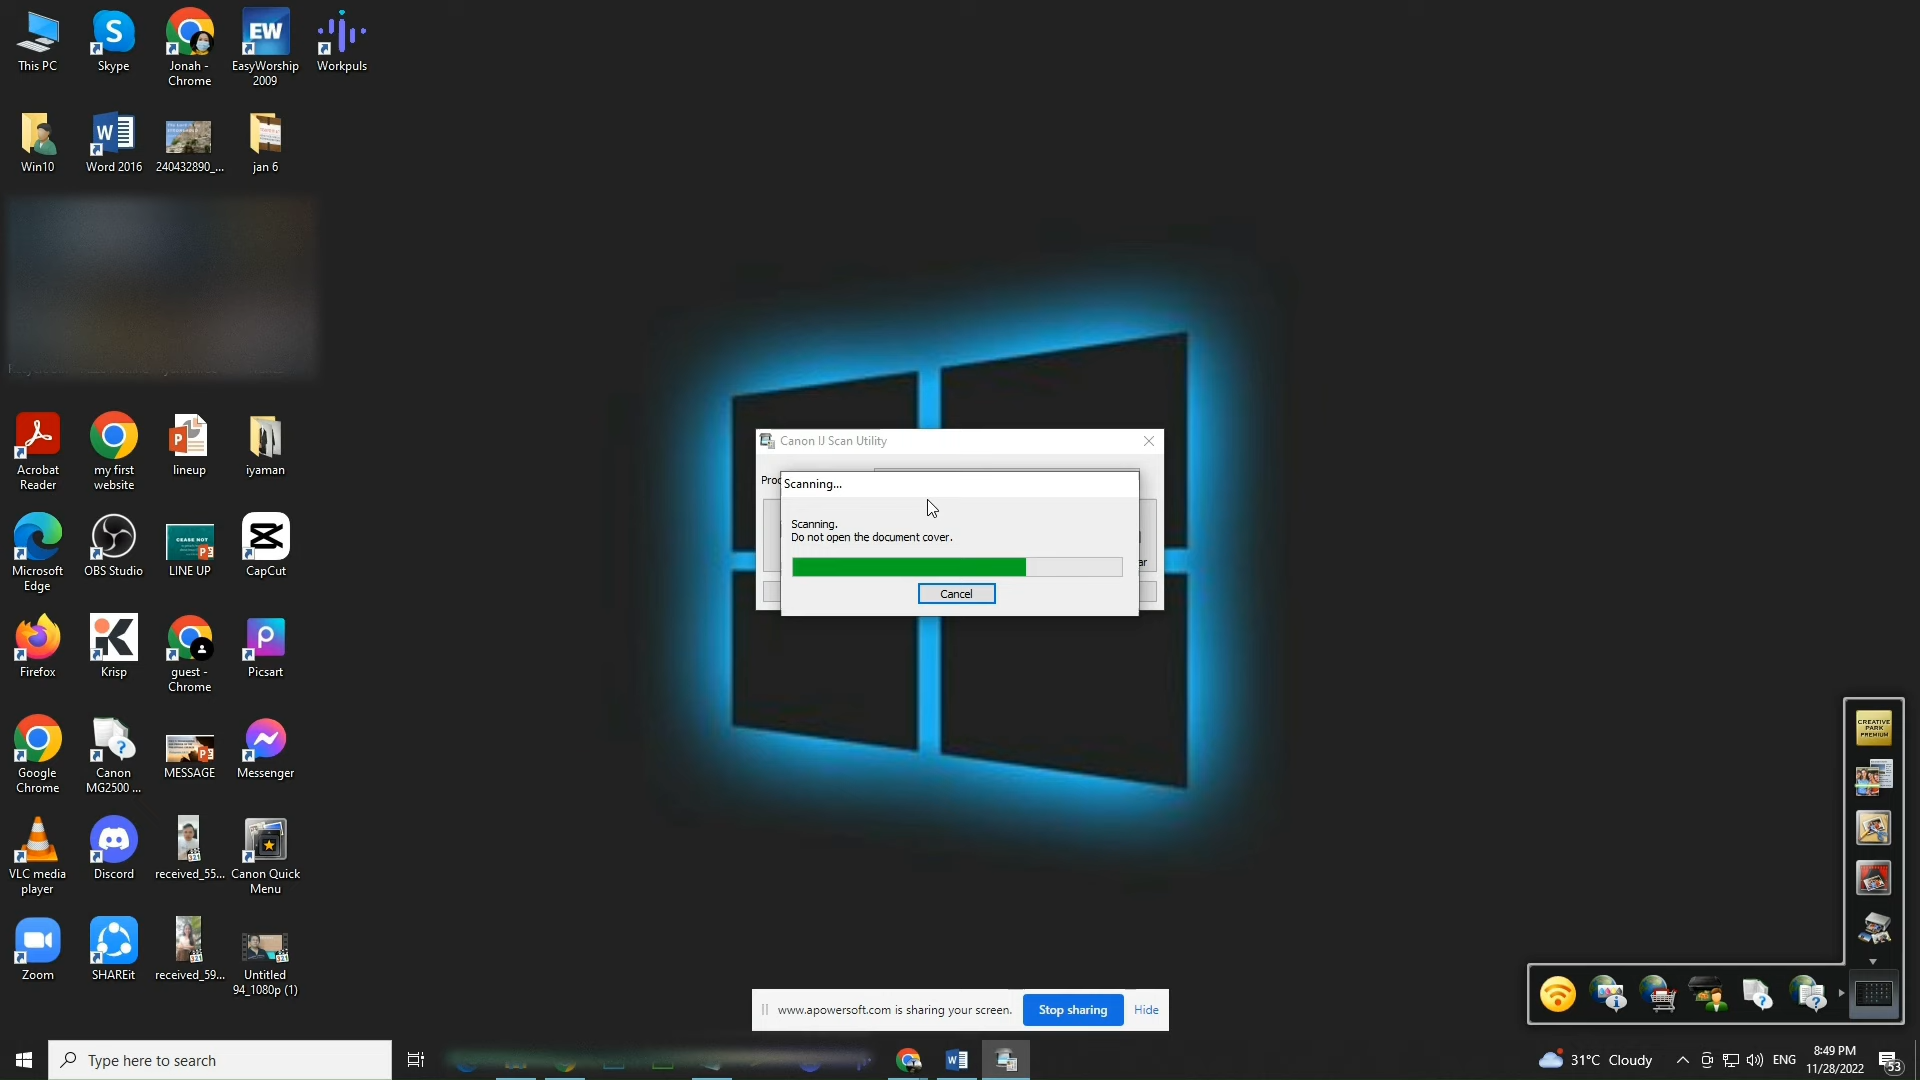 This PC
Skype
Jonah -
Chrome
EW
EasyWorship
2009
Workpuls
Win10
Word 2016
240432890_...
jan 6
Acrobat
Reader
my first
website
lineup
iyaman
CEASE NOT
Microsoft
Edge
OBS Studio
LINE UP
CapCut
Firefox
Krisp
guest -
Chrome
Picsart
Google
Chrome
Canon
MG2500 ...
MESSAGE
Messenger
VLC media
player
Discord
received_55...
Canon Quick
Menu
Zoom
SHAREit
received_59...
Untitled
94_1080p (1)
Canon IJ Scan Utility
Scanning...
Scanning.
Do not open the document cover.
Cancel
CREATIVE
PARK
PREMIUM
www.apowersoft.com is sharing your screen.
Stop sharing
Hide
Type here to search
31°C Cloudy
ENG
8:49 PM
11/28/2022
53